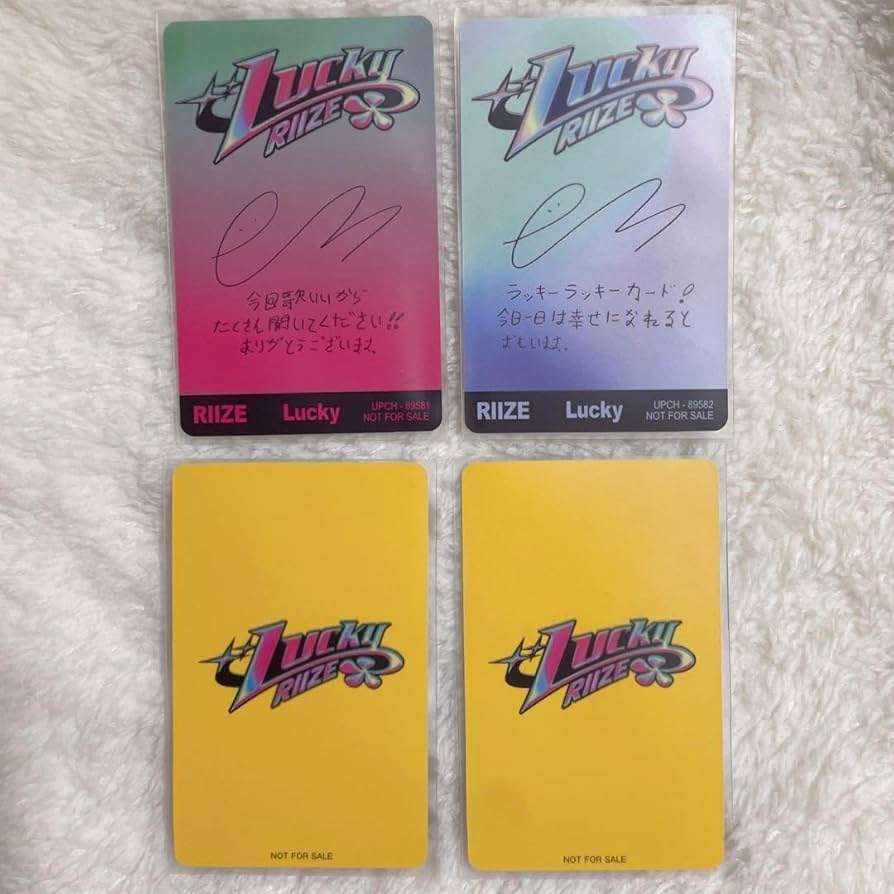 Lucky
RIIZE
今回歌いいから
たくさん聞いてください!!
ありがとうございます。
RIIZE Lucky UPCH - 89581
NOT FOR SALE
Lucky
RIIZE
ラッキーラッキーカード!
今日一日は幸せになれると
おもいます。
RIIZE Lucky UPCH - 89582
NOT FOR SALE
Lucky
RIIZE
NOT FOR SALE
Lucky
RIIZE
NOT FOR SALE